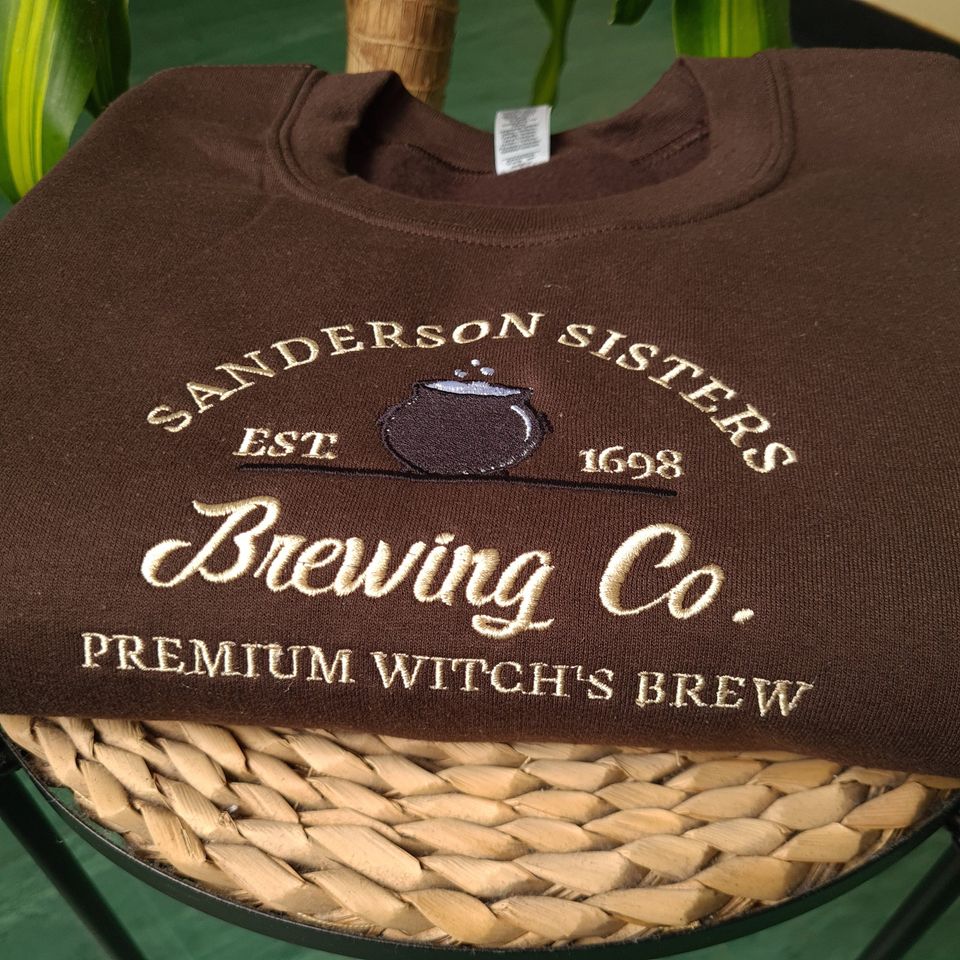 SANDERSON SISTERS
EST. 1698
Brewing Co.
PREMIUM WITCH'S BREW